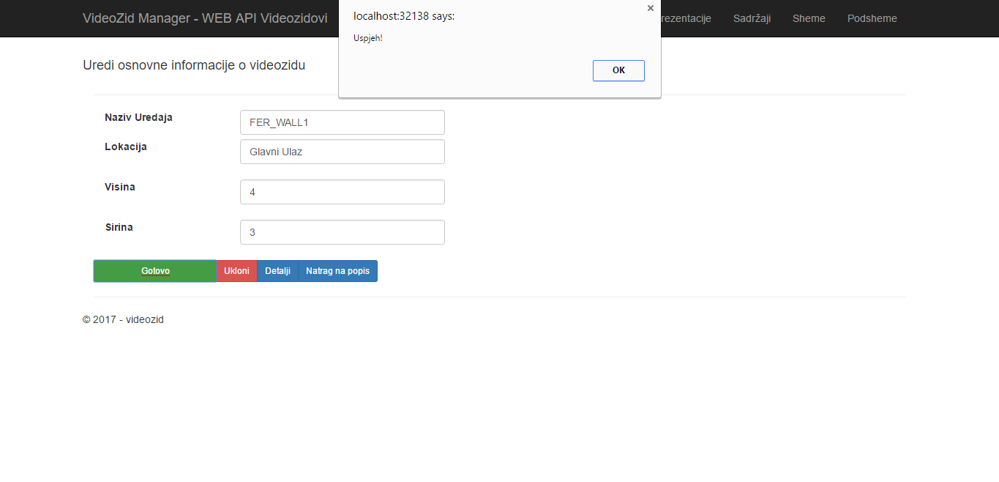 VideoZid Manager - WEB API Videozidovi
rezentacije Sadržaji Sheme Podsheme
localhost:32138 says:
Uspjeh!
OK
Uredi osnovne informacije o videozidu
Naziv Uredaja FER_WALL1
Lokacija Glavni Ulaz
Visina 4
Sirina 3
Gotovo Ukloni Detalji Natrag na popis
© 2017 - videozid